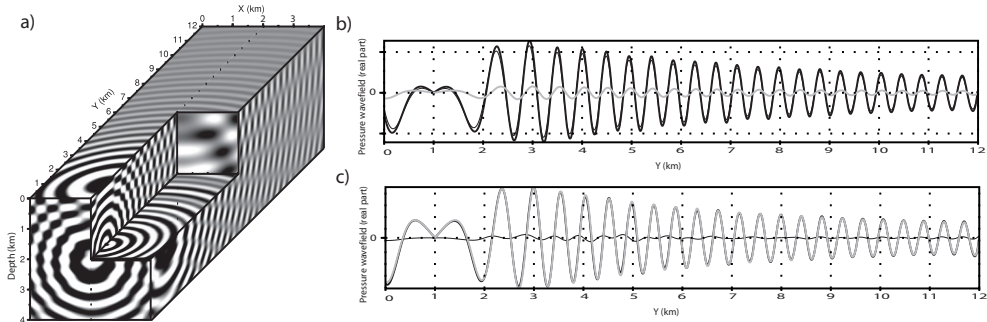 a)
X (km)
0 1 2 3
12
11
10
9
8
7
6
5
4
3
2
1
Y (km)
0
1
2
3
4
Depth (km)
b)
Pressure wavefield (real part)
0
0 1 2 3 4 5 6 7 8 9 10 11 12
Y (km)
c)
Pressure wavefield (real part)
0
0 1 2 3 4 5 6 7 8 9 10 11 12
Y (km)